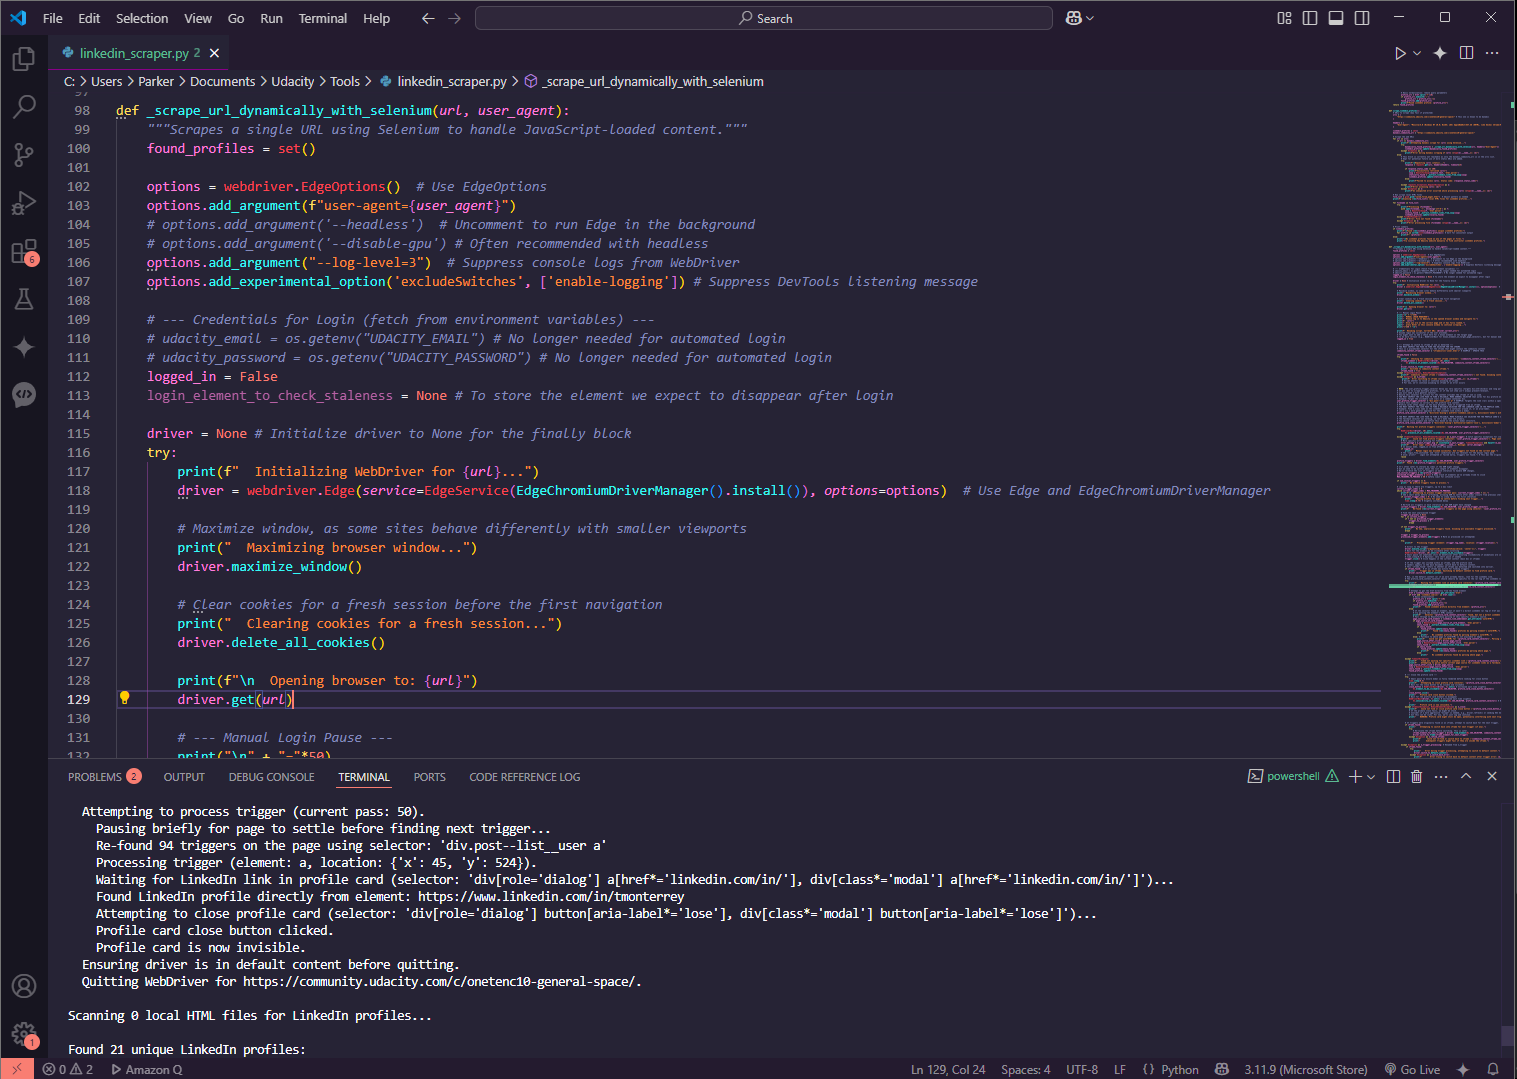 File Edit Selection View Go Run Terminal Help
Search
linkedin_scraper.py 2
C: > Users > Parker > Documents > Udacity > Tools > linkedin_scraper.py > _scrape_url_dynamically_with_selenium
98 def _scrape_url_dynamically_with_selenium(url, user_agent):
99 """Scrapes a single URL using Selenium to handle JavaScript-loaded content."""
100 found_profiles = set()
101
102 options = webdriver.EdgeOptions()  # Use EdgeOptions
103 options.add_argument(f"user-agent={user_agent}")
104 # options.add_argument('--headless')  # Uncomment to run Edge in the background
105 # options.add_argument('--disable-gpu') # Often recommended with headless
106 options.add_argument("--log-level=3")  # Suppress console logs from WebDriver
107 options.add_experimental_option('excludeSwitches', ['enable-logging']) # Suppress DevTools listening message
108
109 # --- Credentials for Login (fetch from environment variables) ---
110 # udacity_email = os.getenv("UDACITY_EMAIL") # No longer needed for automated login
111 # udacity_password = os.getenv("UDACITY_PASSWORD") # No longer needed for automated login
112 logged_in = False
113 login_element_to_check_staleness = None # To store the element we expect to disappear after login
114
115 driver = None # Initialize driver to None for the finally block
116 try:
117 print(f"  Initializing WebDriver for {url}...")
118 driver = webdriver.Edge(service=EdgeService(EdgeChromiumDriverManager().install()), options=options)  # Use Edge and EdgeChromiumDriverManager
119
120 # Maximize window, as some sites behave differently with smaller viewports
121 print("  Maximizing browser window...")
122 driver.maximize_window()
123
124 # Clear cookies for a fresh session before the first navigation
125 print("  Clearing cookies for a fresh session...")
126 driver.delete_all_cookies()
127
128 print(f"\n  Opening browser to: {url}")
129 driver.get(url)
130
131 # --- Manual Login Pause ---
132 print("\n" + "="*50)
PROBLEMS 2 OUTPUT DEBUG CONSOLE TERMINAL PORTS CODE REFERENCE LOG
powershell
Attempting to process trigger (current pass: 50).
Pausing briefly for page to settle before finding next trigger...
Re-found 94 triggers on the page using selector: 'div.post--list__user a'
Processing trigger (element: a, location: {'x': 45, 'y': 524}).
Waiting for LinkedIn link in profile card (selector: 'div[role='dialog'] a[href*='linkedin.com/in/'], div[class*='modal'] a[href*='linkedin.com/in/']')...
Found LinkedIn profile directly from element: https://www.linkedin.com/in/tmonterrey
Attempting to close profile card (selector: 'div[role='dialog'] button[aria-label*='lose'], div[class*='modal'] button[aria-label*='lose']')...
Profile card close button clicked.
Profile card is now invisible.
Ensuring driver is in default content before quitting.
Quitting WebDriver for https://community.udacity.com/c/onetenc10-general-space/.
Scanning 0 local HTML files for LinkedIn profiles...
Found 21 unique LinkedIn profiles:
6
1
0 2 Amazon Q Ln 129, Col 24 Spaces: 4 UTF-8 LF {} Python 3.11.9 (Microsoft Store) Go Live